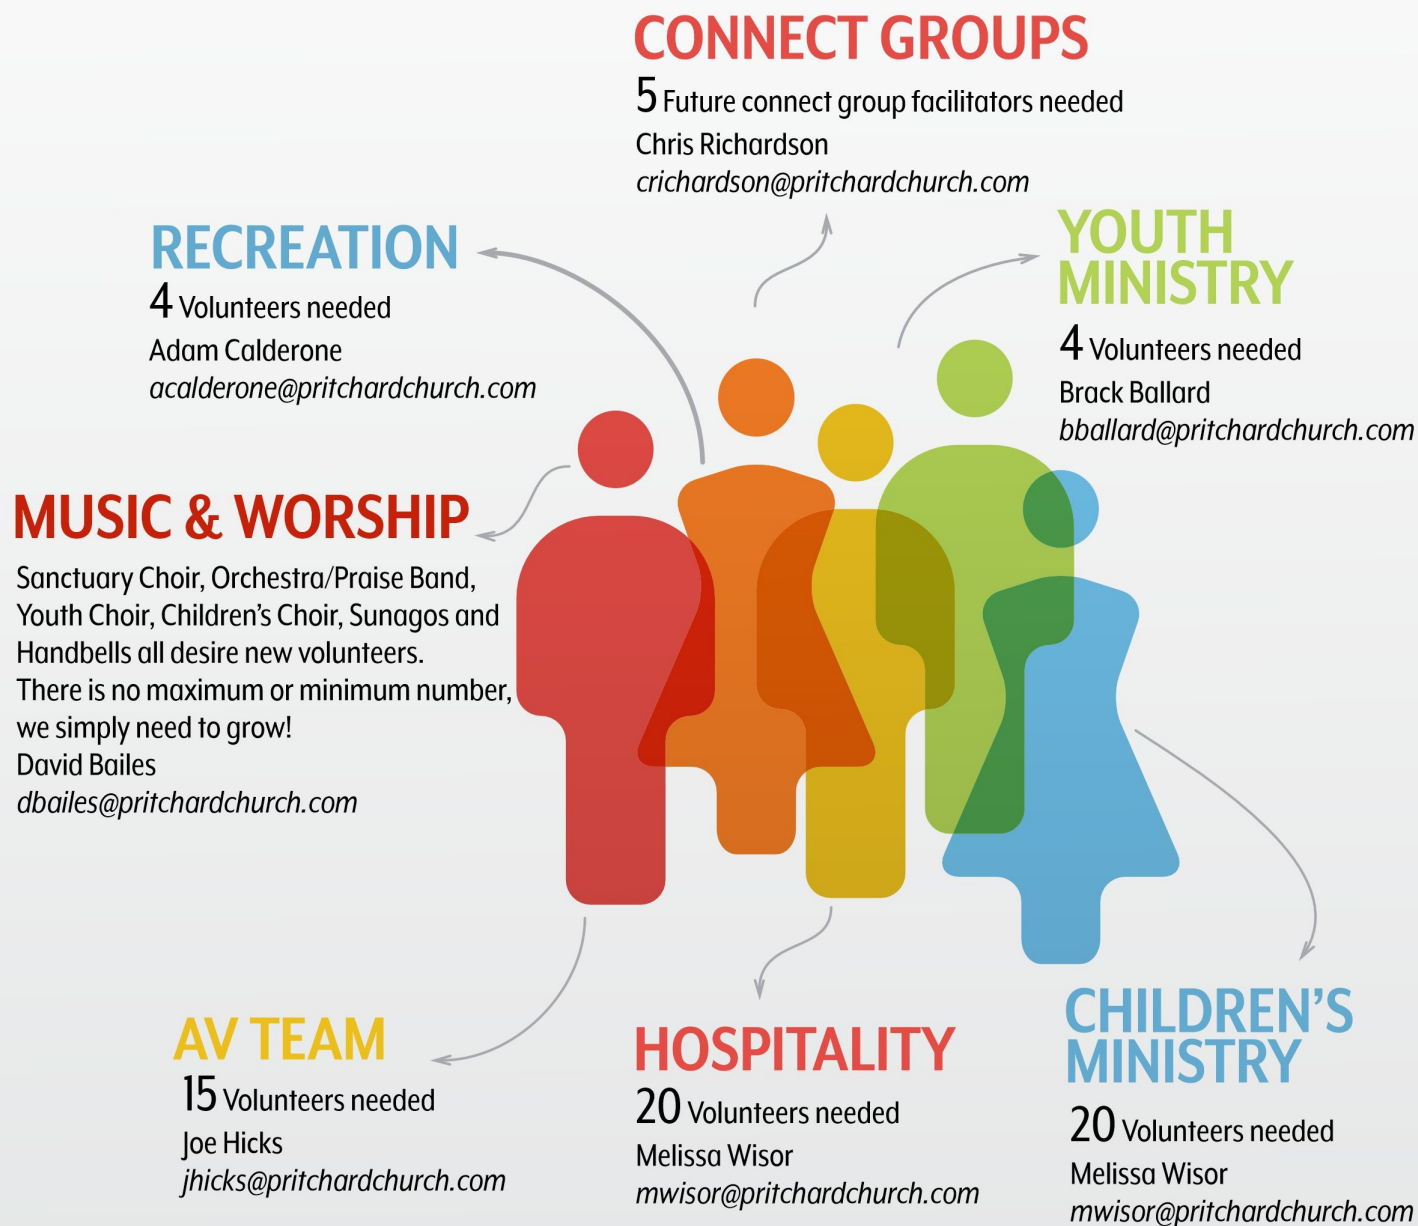 CONNECT GROUPS
5 Future connect group facilitators needed
Chris Richardson
crichardson@pritchardchurch.com
RECREATION
4 Volunteers needed
Adam Calderone
acalderone@pritchardchurch.com
YOUTH
MINISTRY
4 Volunteers needed
Brack Ballard
bballard@pritchardchurch.com
MUSIC & WORSHIP
Sanctuary Choir, Orchestra/Praise Band,
Youth Choir, Children's Choir, Sunagos and
Handbells all desire new volunteers.
There is no maximum or minimum number,
we simply need to grow!
David Bailes
dbailes@pritchardchurch.com
AV TEAM
15 Volunteers needed
Joe Hicks
jhicks@pritchardchurch.com
HOSPITALITY
20 Volunteers needed
Melissa Wisor
mwisor@pritchardchurch.com
CHILDREN'S
MINISTRY
20 Volunteers needed
Melissa Wisor
mwisor@pritchardchurch.com